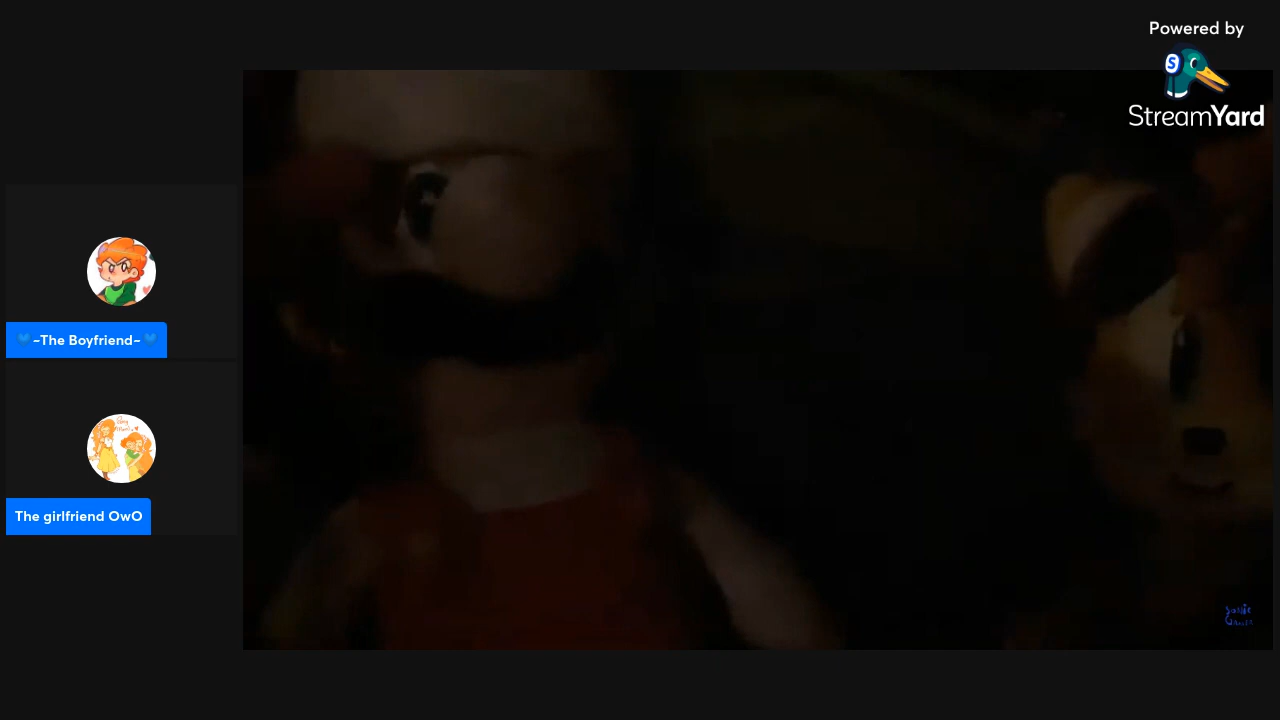 Powered by
StreamYard
S
💙~The Boyfriend~💙
The girlfriend OwO